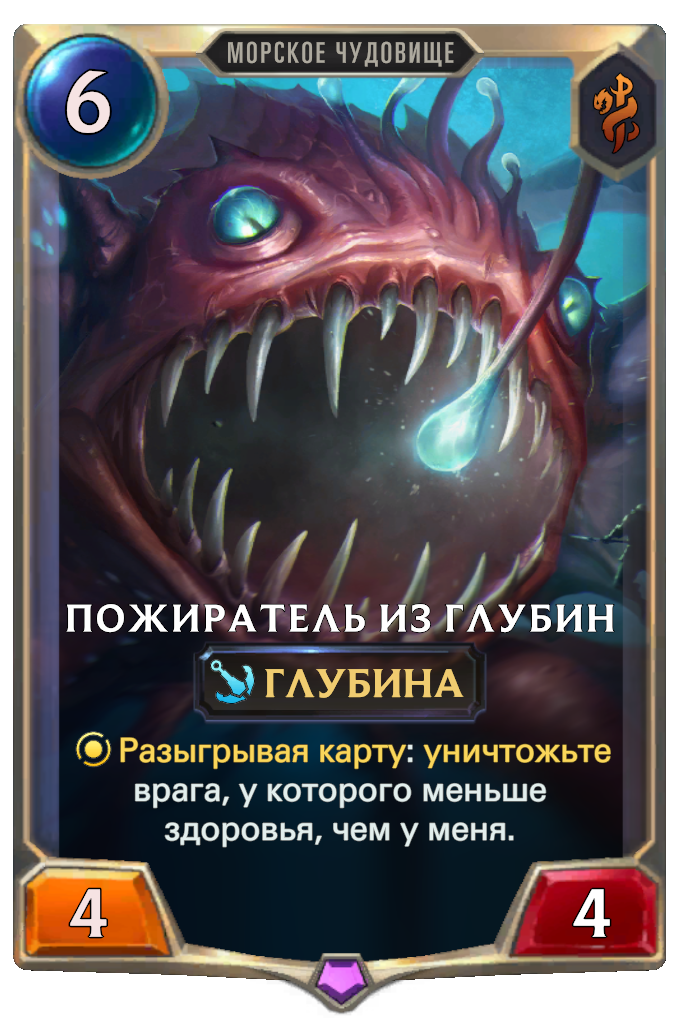 МОРСКОЕ ЧУДОВИЩЕ
6
ПОЖИРАТЕЛЬ ИЗ ГЛУБИН
ГЛУБИНА
Разыгрывая карту: уничтожьте
врага, у которого меньше
здоровья, чем у меня.
4
4